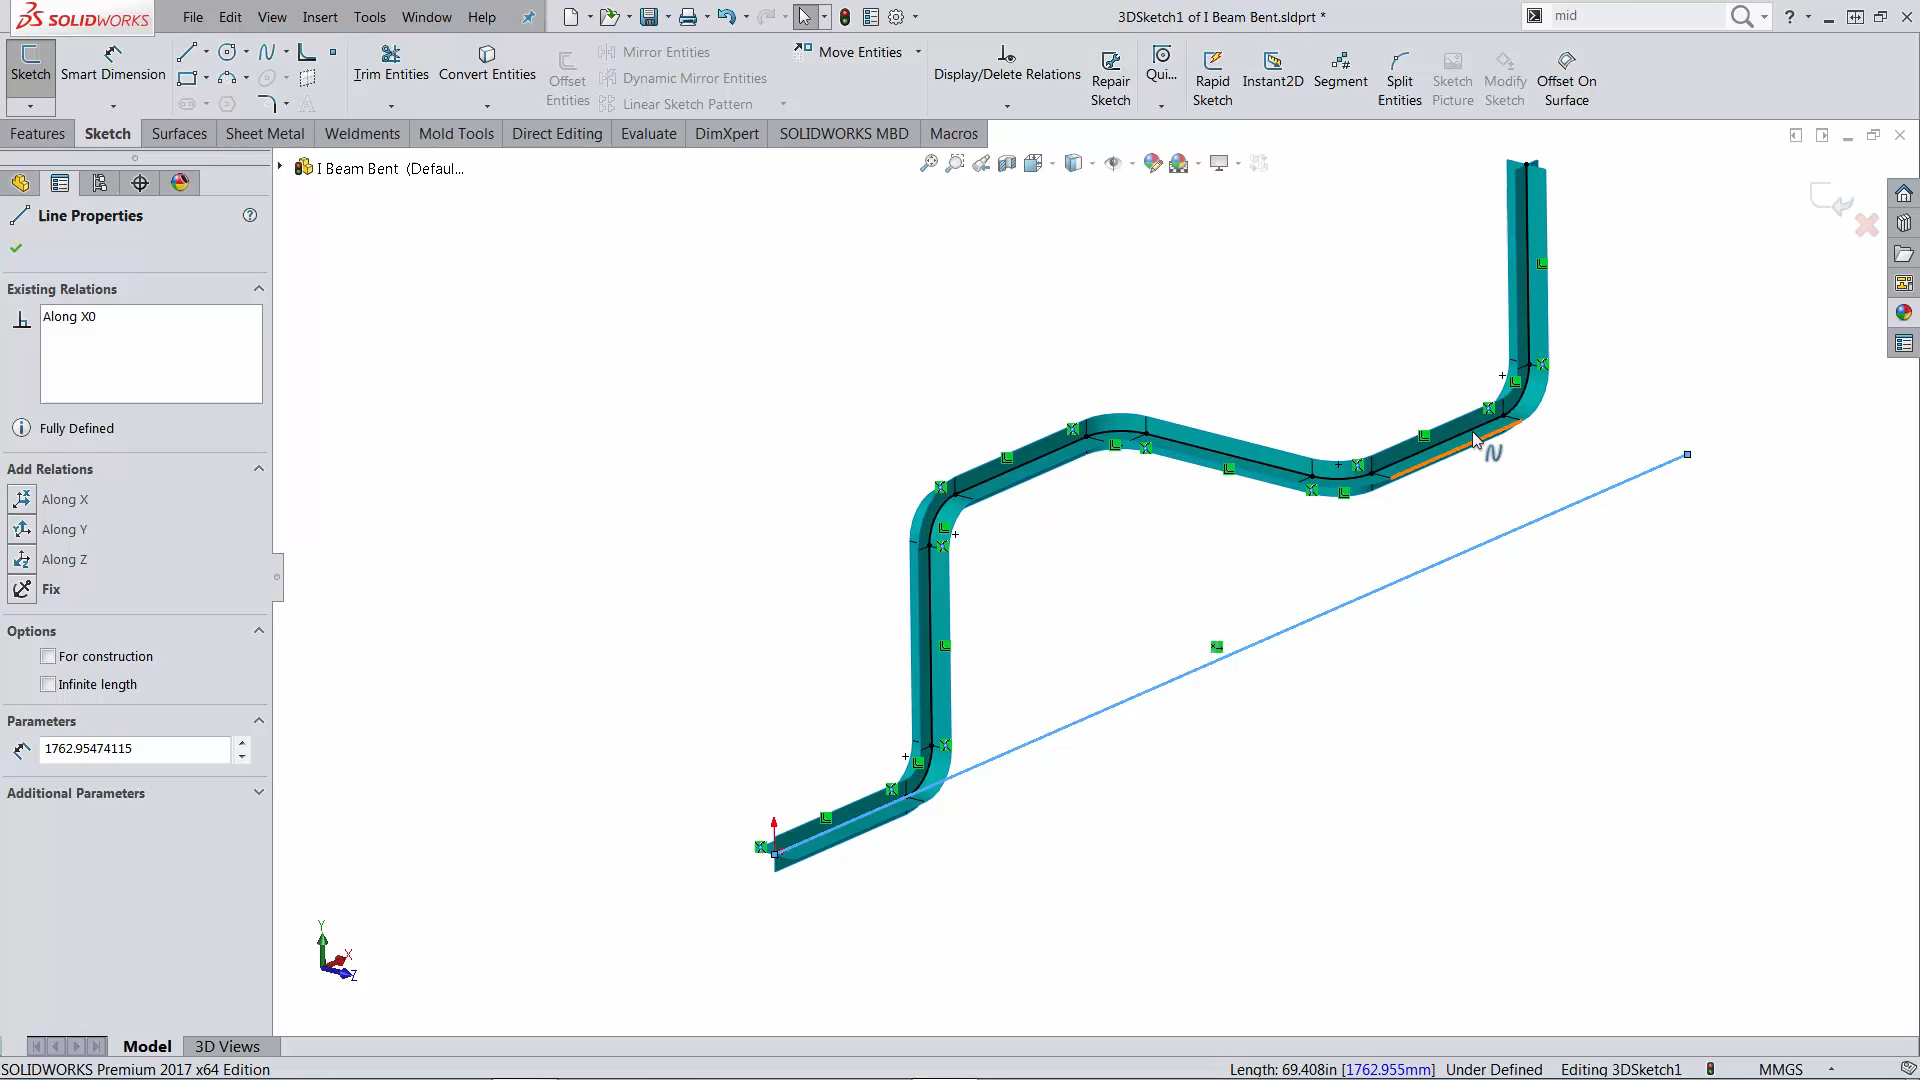 SOLIDWORKS File Edit View Insert Tools Window Help 3DSketch1 of I Beam Bent.sldprt * mid ?
Sketch Smart Dimension Trim Entities Convert Entities Offset Entities Mirror Entities Dynamic Mirror Entities Linear Sketch Pattern Move Entities Display/Delete Relations Repair Sketch Qui... Rapid Sketch Instant2D Segment Split Entities Sketch Picture Modify Sketch Offset On Surface
Features Sketch Surfaces Sheet Metal Weldments Mold Tools Direct Editing Evaluate DimXpert SOLIDWORKS MBD Macros
I Beam Bent (Defaul...
Line Properties
Existing Relations
Along X0
Fully Defined
Add Relations
Along X
Along Y
Along Z
Fix
Options
For construction
Infinite length
Parameters
1762.95474115
Additional Parameters
Y
X
Z
Model 3D Views
SOLIDWORKS Premium 2017 x64 Edition Length: 69.408in [1762.955mm] Under Defined Editing 3DSketch1 MMGS